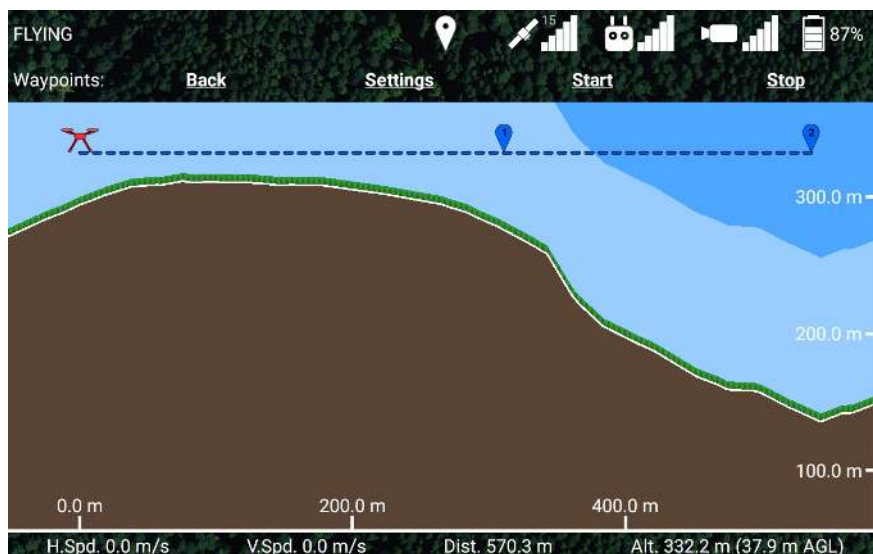 FLYING 15 87%
Waypoints: Back Settings Start Stop
1 2
300.0 m
200.0 m
100.0 m
0.0 m 200.0 m 400.0 m
H.Spd. 0.0 m/s V.Spd. 0.0 m/s Dist. 570.3 m Alt. 332.2 m (37.9 m AGL)